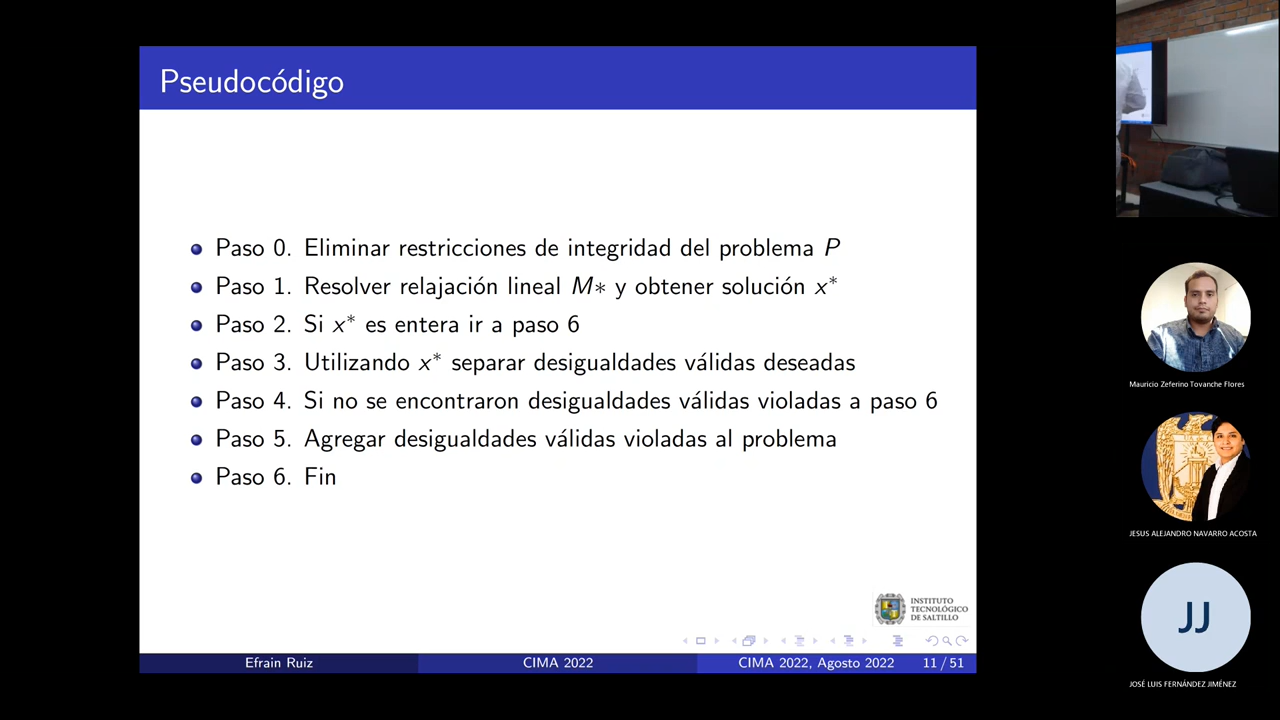 Pseudocódigo
Paso 0. Eliminar restricciones de integridad del problema P
Paso 1. Resolver relajación lineal M* y obtener solución x*
Paso 2. Si x* es entera ir a paso 6
Paso 3. Utilizando x* separar desigualdades válidas deseadas
Paso 4. Si no se encontraron desigualdades válidas violadas a paso 6
Paso 5. Agregar desigualdades válidas violadas al problema
Paso 6. Fin
INSTITUTO
TECNOLÓGICO
DE SALTILLO
Efrain Ruiz
CIMA 2022
CIMA 2022, Agosto 2022
11 / 51
Mauricio Zeferino Tovanche Flores
JESUS ALEJANDRO NAVARRO ACOSTA
JJ
JOSÉ LUIS FERNÁNDEZ JIMÉNEZ